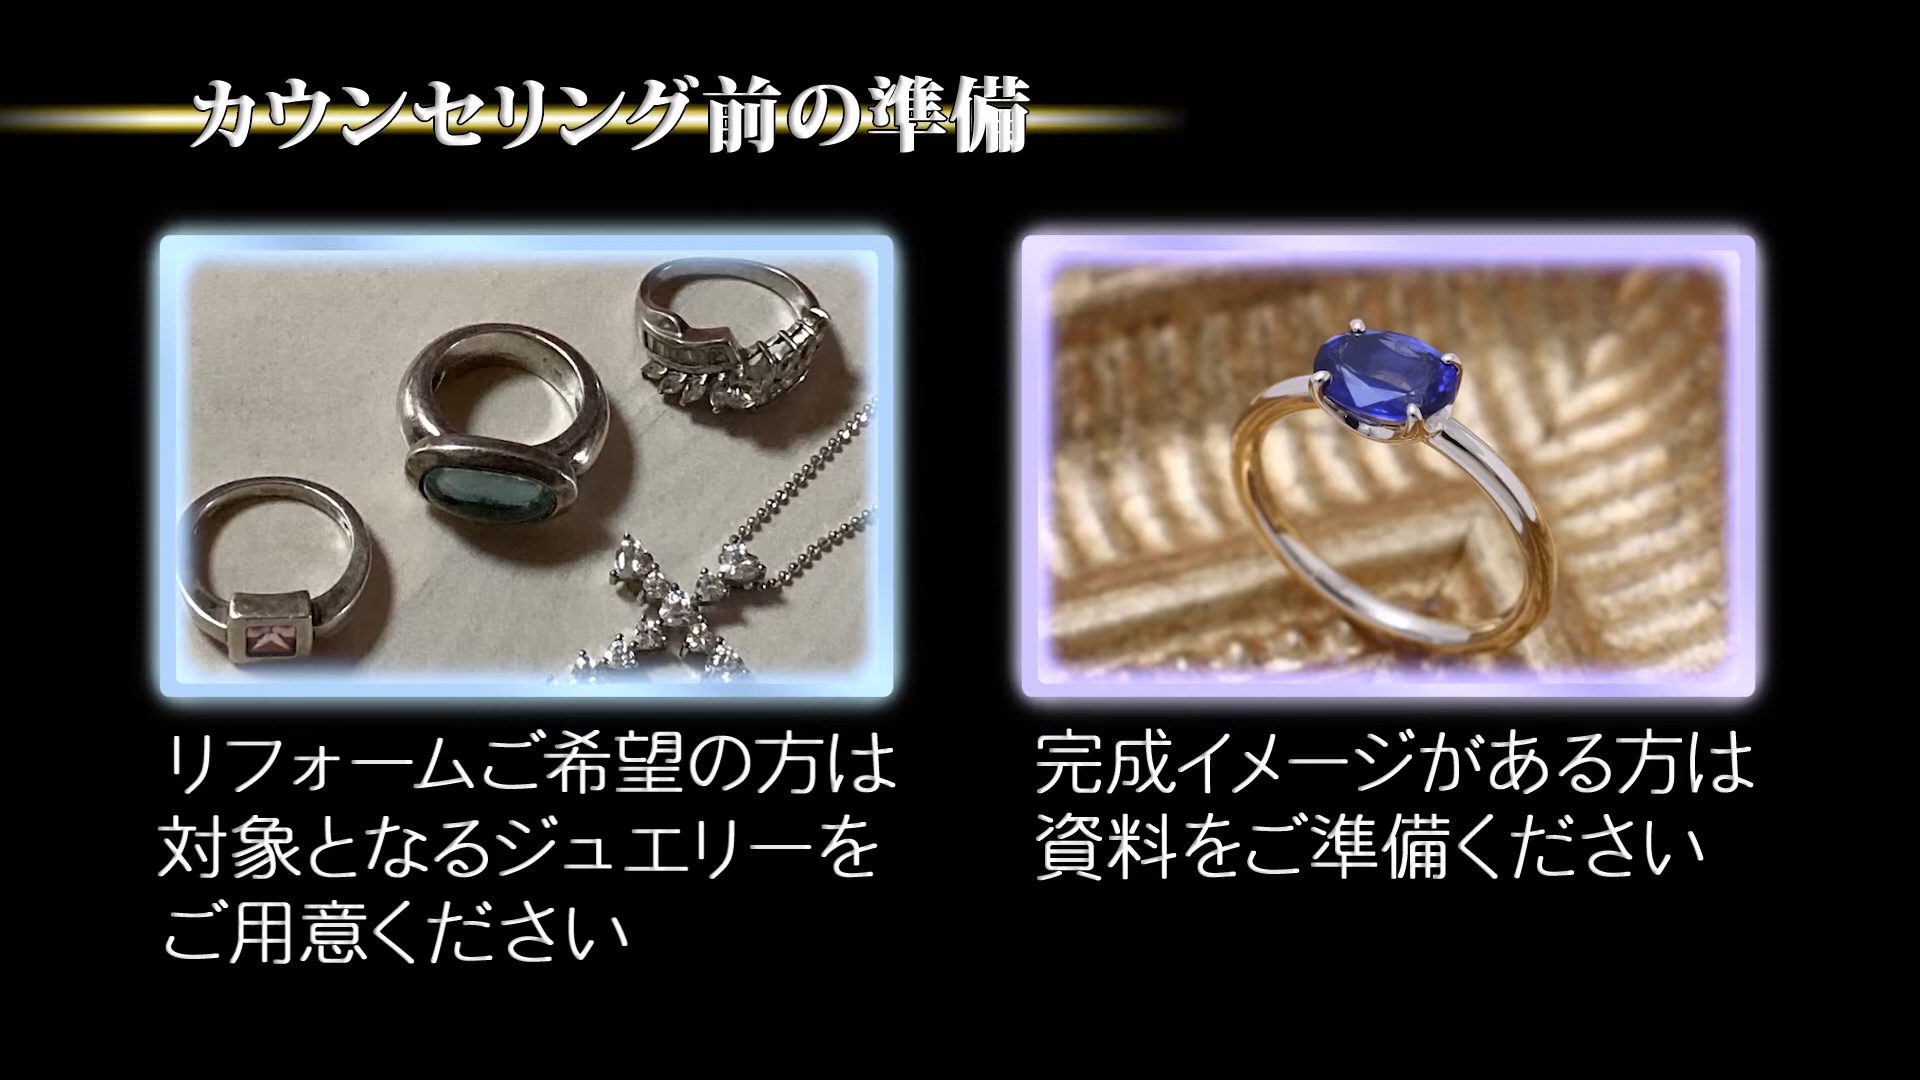 カウンセリング前の準備
リフォームご希望の方は
対象となるジュエリーを
ご用意ください
完成イメージがある方は
資料をご準備ください